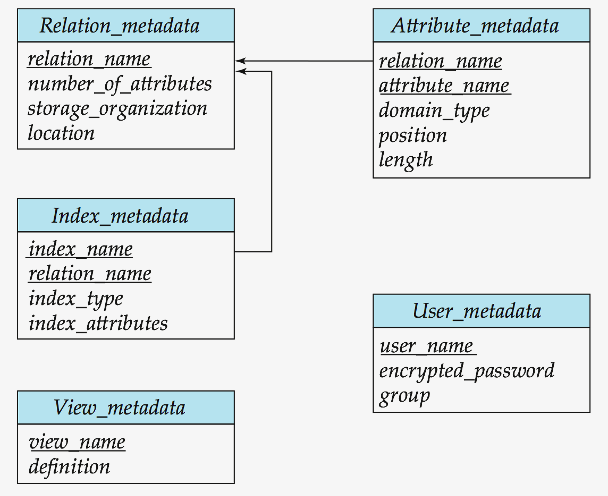 Relation_metadata
relation_name
number_of_attributes
storage_organization
location
Attribute_metadata
relation_name
attribute_name
domain_type
position
length
Index_metadata
index_name
relation_name
index_type
index_attributes
User_metadata
user_name
encrypted_password
group
View_metadata
view_name
definition